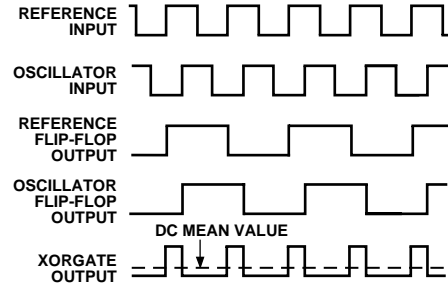 REFERENCE
INPUT
OSCILLATOR
INPUT
REFERENCE
FLIP-FLOP
OUTPUT
OSCILLATOR
FLIP-FLOP
OUTPUT
DC MEAN VALUE
XORGATE
OUTPUT